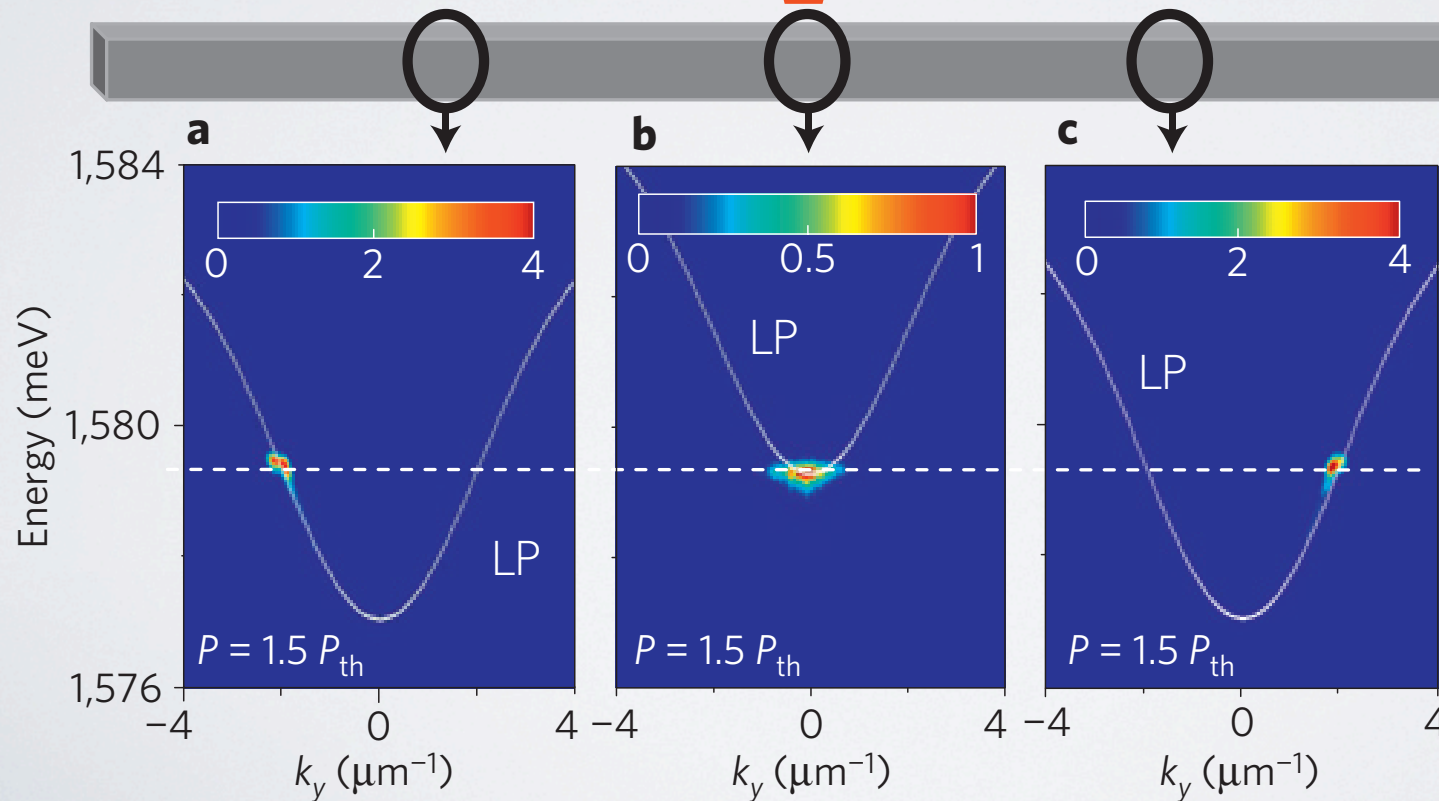 a
b
c
1,584
1,580
1,576
Energy (meV)
0 2 4
LP
P = 1.5 Pth
−4 0 4
ky (μm−1)
0 0.5 1
LP
P = 1.5 Pth
−4 0 4
ky (μm−1)
0 2 4
LP
P = 1.5 Pth
−4 0 4
ky (μm−1)